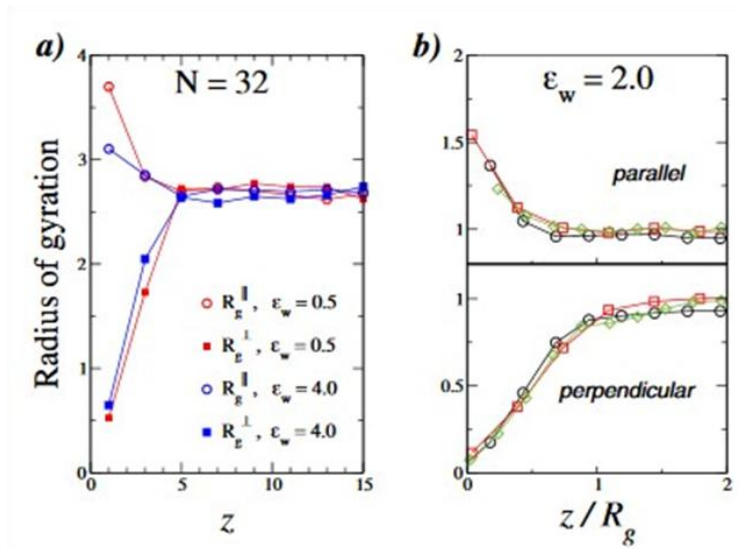 a)
N = 32
Radius of gyration
4
3
2
1
0
R_g^∥, ε_w = 0.5
R_g^⊥, ε_w = 0.5
R_g^∥, ε_w = 4.0
R_g^⊥, ε_w = 4.0
0 5 10 15
z
b)
ε_w = 2.0
2
1.5
1
parallel
1
0.5
0
perpendicular
0 1 2
z / R_g